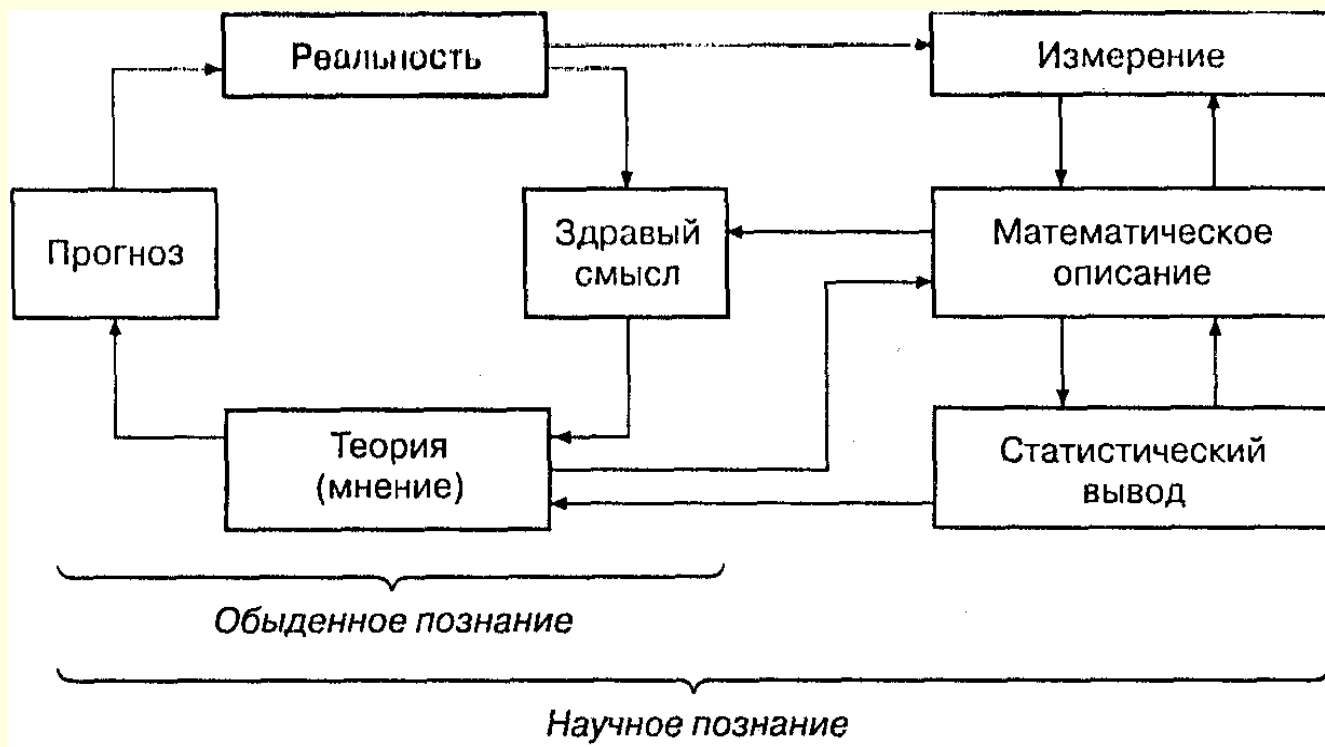 Реальность
Измерение
Прогноз
Здравый
смысл
Математическое
описание
Теория
(мнение)
Статистический
вывод
Обыденное познание
Научное познание